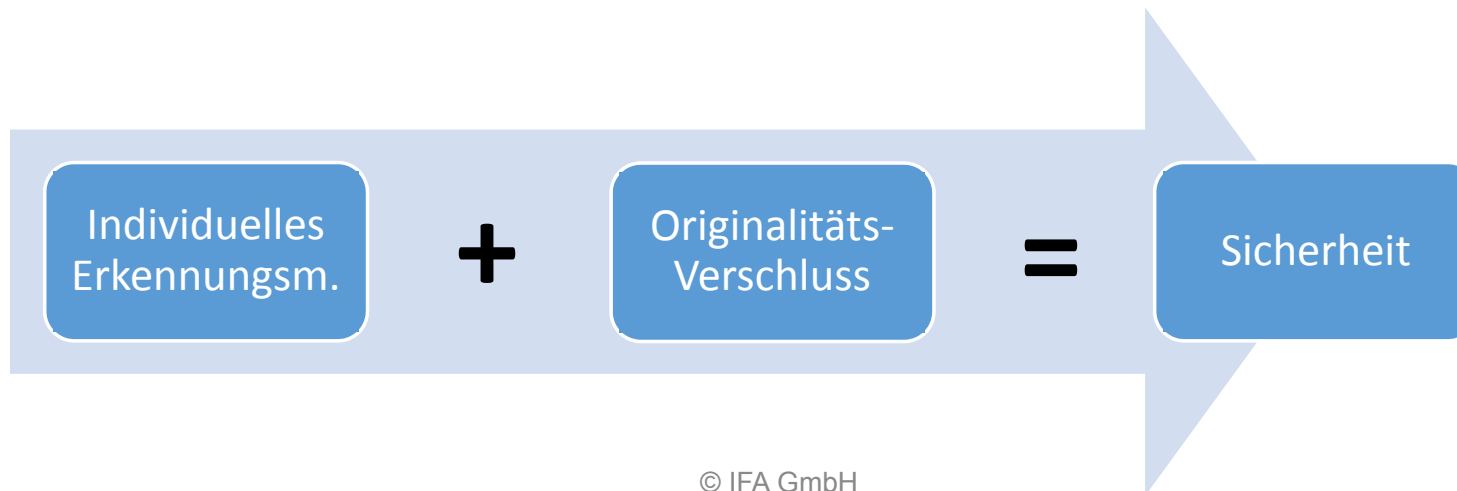 Individuelles
Erkennungsm.
+
Originalitäts-
Verschluss
=
Sicherheit
© IFA GmbH